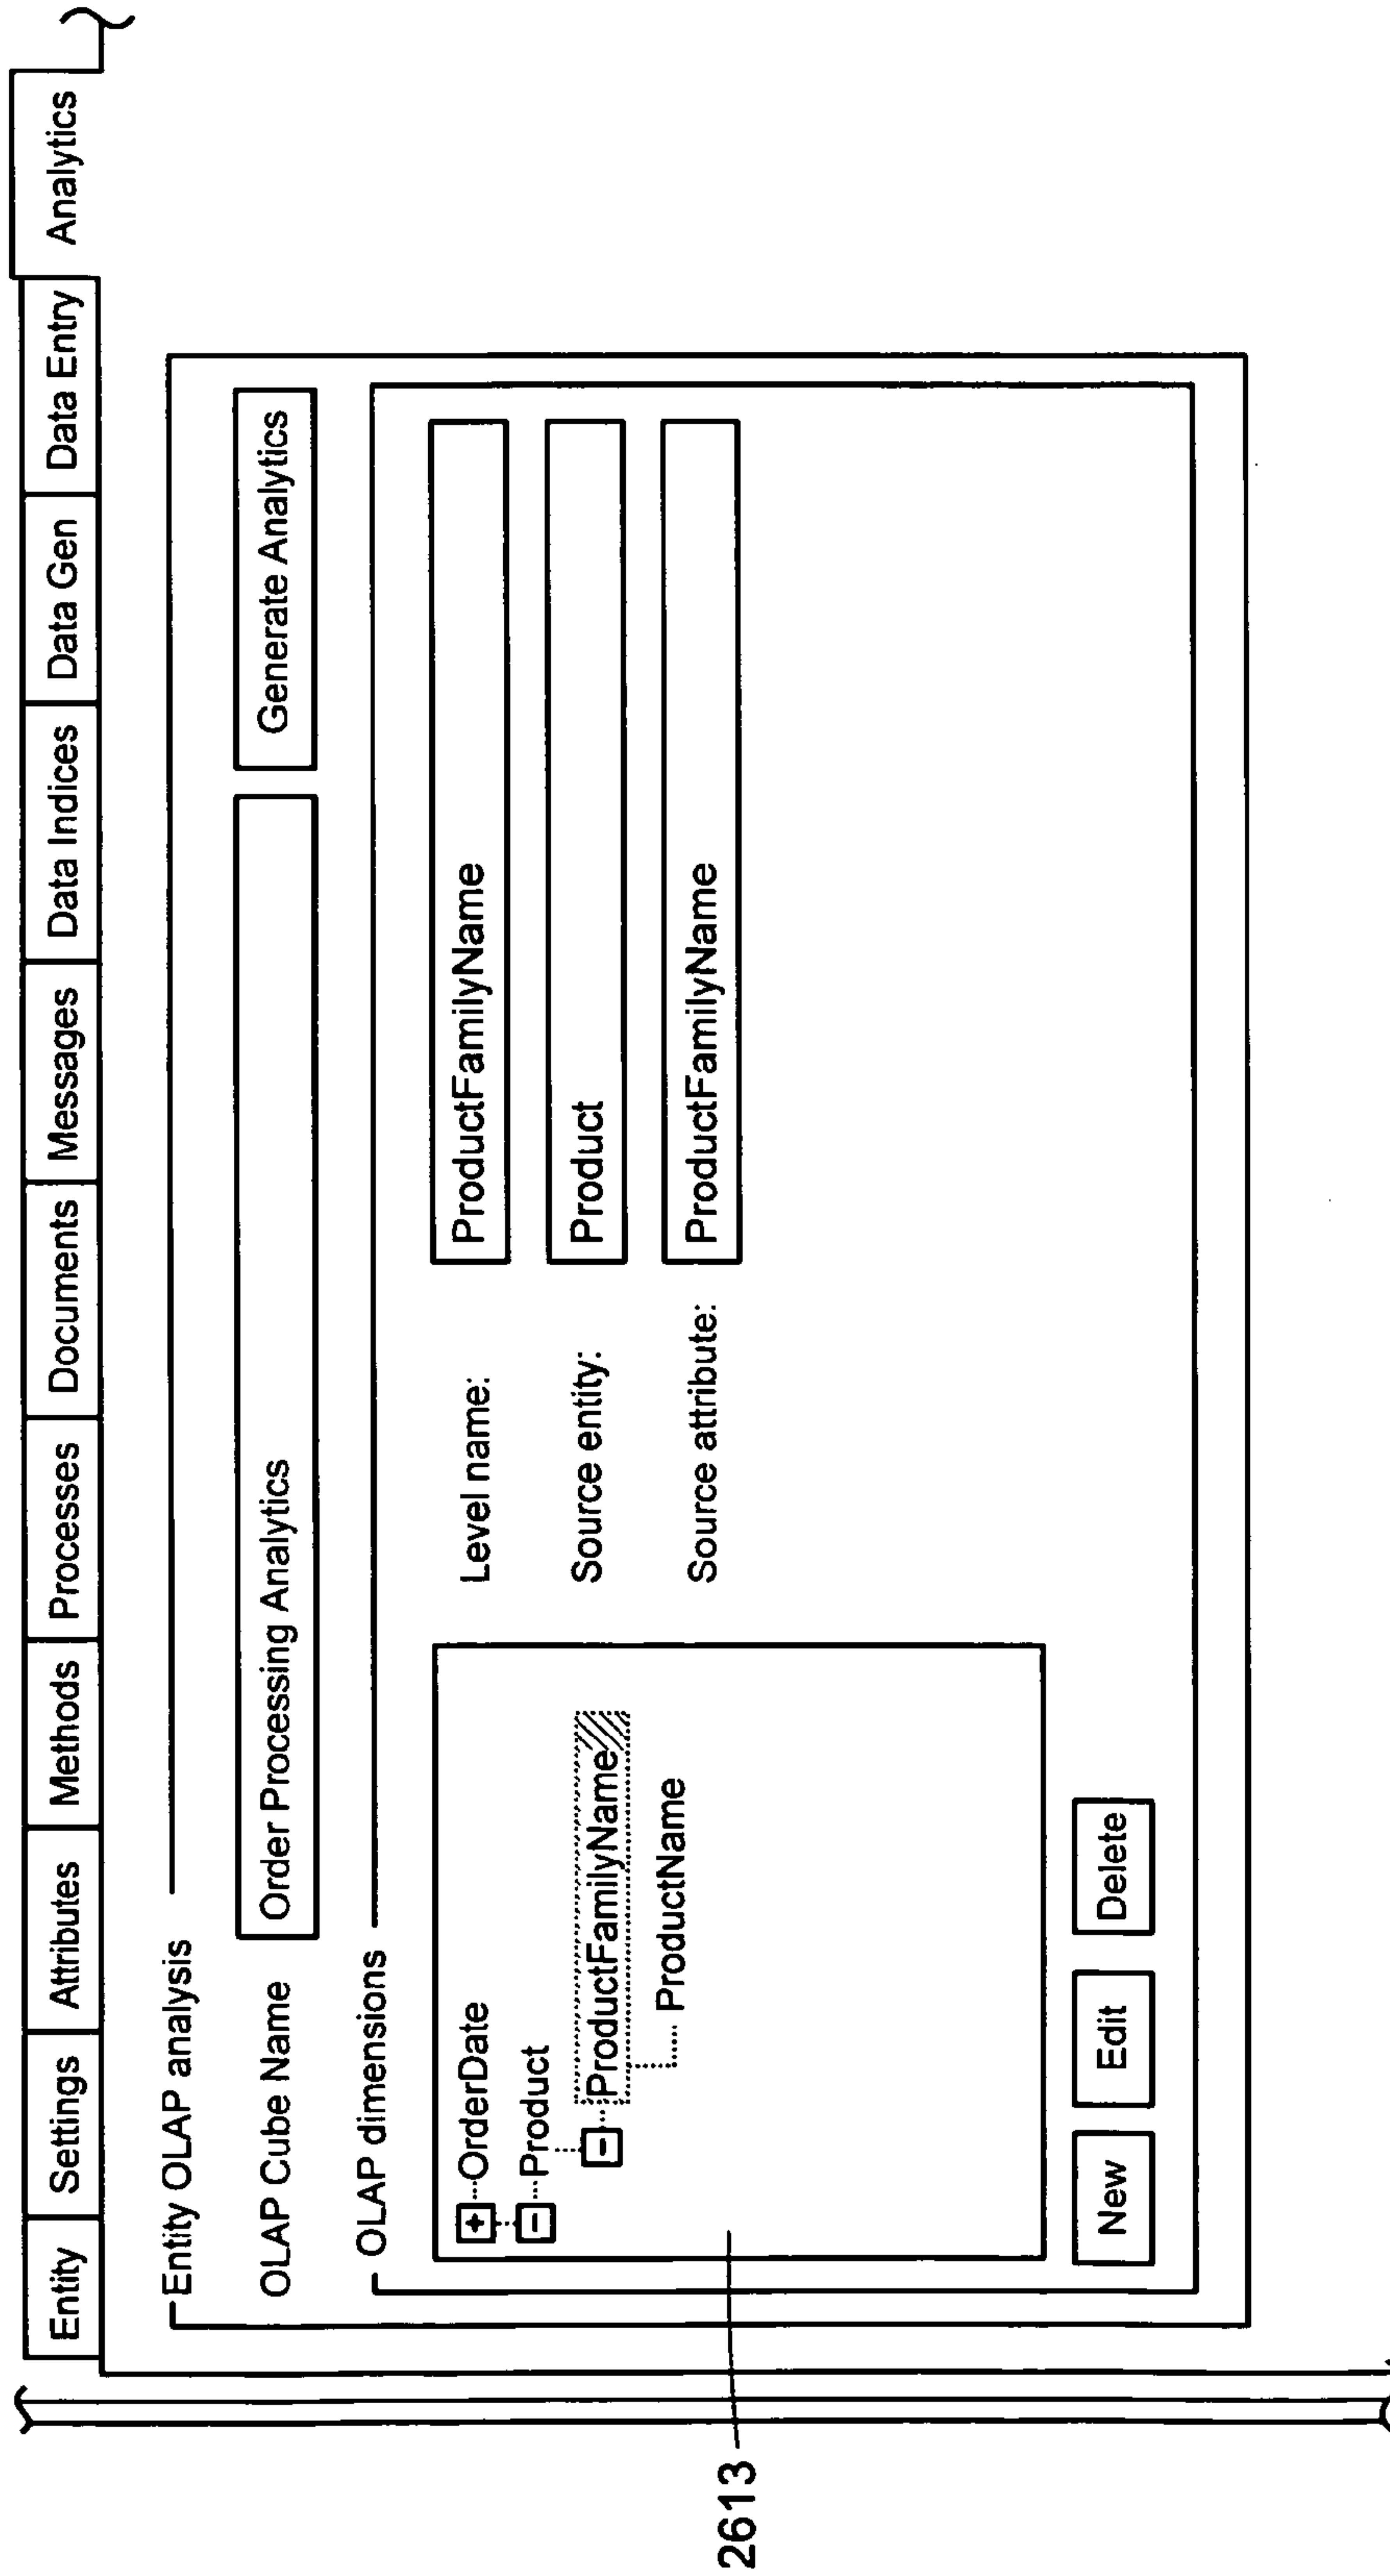 Entity Settings Attributes Methods Processes Documents Messages Data Indices Data Gen Data Entry Analytics
Entity OLAP analysis
OLAP Cube Name Order Processing Analytics Generate Analytics
OLAP dimensions
+ OrderDate Level name: ProductFamilyName
- Product Source entity: Product
- ProductFamilyName Source attribute: ProductFamilyName
ProductName
New Edit Delete
2613